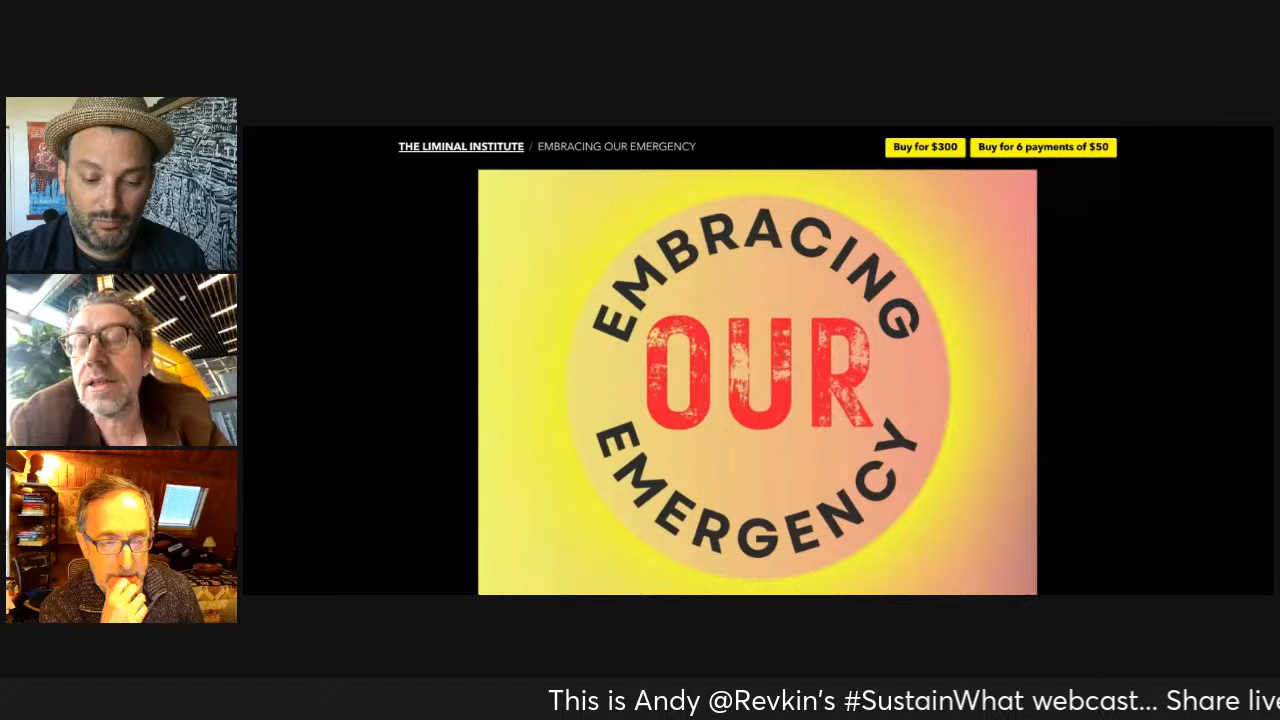 THE LIMINAL INSTITUTE / EMBRACING OUR EMERGENCY
Buy for $300
Buy for 6 payments of $50
EMBRACING
OUR
EMERGENCY
This is Andy @Revkin's #SustainWhat webcast... Share live